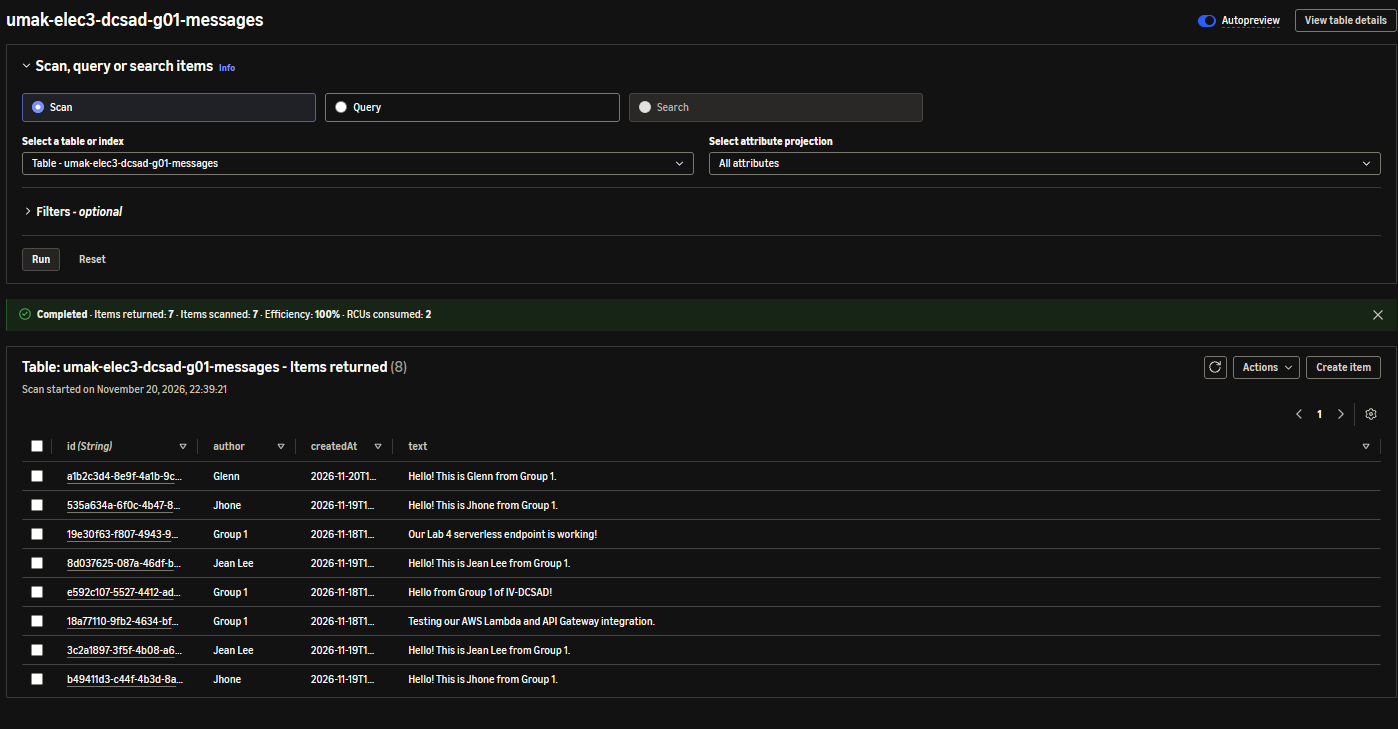 umak-elec3-dcsad-g01-messages
Autopreview
View table details
Scan, query or search items Info
Scan
Query
Search
Select a table or index
Select attribute projection
Table - umak-elec3-dcsad-g01-messages
All attributes
Filters - optional
Run
Reset
Completed · Items returned: 7 · Items scanned: 7 · Efficiency: 100% · RCUs consumed: 2
Table: umak-elec3-dcsad-g01-messages - Items returned (8)
Actions
Create item
Scan started on November 20, 2026, 22:39:21
1
id (String) author createdAt text
a1b2c3d4-8e9f-4a1b-9c... Glenn 2026-11-20T1... Hello! This is Glenn from Group 1.
535a634a-6f0c-4b47-8... Jhone 2026-11-19T1... Hello! This is Jhone from Group 1.
19e30f63-f807-4943-9... Group 1 2026-11-18T1... Our Lab 4 serverless endpoint is working!
8d037625-087a-46df-b... Jean Lee 2026-11-19T1... Hello! This is Jean Lee from Group 1.
e592c107-5527-4412-ad... Group 1 2026-11-18T1... Hello from Group 1 of IV-DCSAD!
18a77110-9fb2-4634-bf... Group 1 2026-11-18T1... Testing our AWS Lambda and API Gateway integration.
3c2a1897-3f5f-4b08-a6... Jean Lee 2026-11-19T1... Hello! This is Jean Lee from Group 1.
b49411d3-c44f-4b3d-8a... Jhone 2026-11-19T1... Hello! This is Jhone from Group 1.